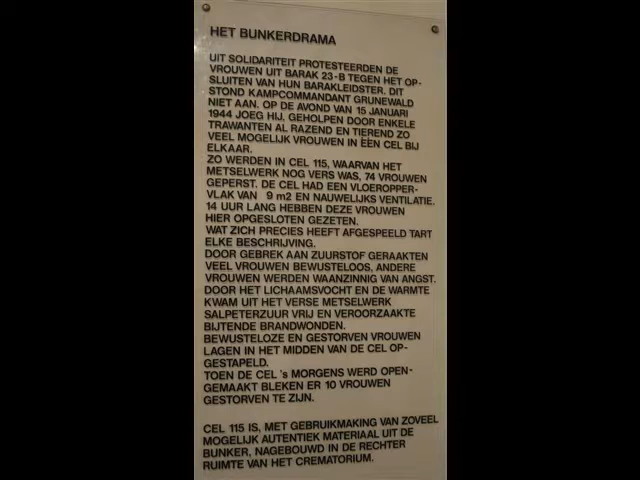 HET BUNKERDRAMA
UIT SOLIDARITEIT PROTESTEERDEN DE
VROUWEN UIT BARAK 23-B TEGEN HET OP-
SLUITEN VAN HUN BARAKLEIDSTER. DIT
STOND KAMPCOMMANDANT GRUNEWALD
NIET AAN. OP DE AVOND VAN 15 JANUARI
1944 JOEG HIJ, GEHOLPEN DOOR ENKELE
TRAWANTEN AL RAZEND EN TIEREND ZO
VEEL MOGELIJK VROUWEN IN EEN CEL BIJ
ELKAAR.
ZO WERDEN IN CEL 115, WAARVAN HET
METSELWERK NOG VERS WAS, 74 VROUWEN
GEPERST. DE CEL HAD EEN VLOEROPPER-
VLAK VAN 9 m2 EN NAUWELIJKS VENTILATIE.
14 UUR LANG HEBBEN DEZE VROUWEN
HIER OPGESLOTEN GEZETEN.
WAT ZICH PRECIES HEEFT AFGESPEELD TART
ELKE BESCHRIJVING.
DOOR GEBREK AAN ZUURSTOF GERAAKTEN
VEEL VROUWEN BEWUSTELOOS, ANDERE
VROUWEN WERDEN WAANZINNIG VAN ANGST.
DOOR HET LICHAAMSVOCHT EN DE WARMTE
KWAM UIT HET VERSE METSELWERK
SALPETERZUUR VRIJ EN VEROORZAAKTE
BIJTENDE BRANDWONDEN.
BEWUSTELOZE EN GESTORVEN VROUWEN
LAGEN IN HET MIDDEN VAN DE CEL OP-
GESTAPELD.
TOEN DE CEL 's MORGENS WERD OPEN-
GEMAAKT BLEKEN ER 10 VROUWEN
GESTORVEN TE ZIJN.
CEL 115 IS, MET GEBRUIKMAKING VAN ZOVEEL
MOGELIJK AUTENTIEK MATERIAAL UIT DE
BUNKER, NAGEBOUWD IN DE RECHTER
RUIMTE VAN HET CREMATORIUM.